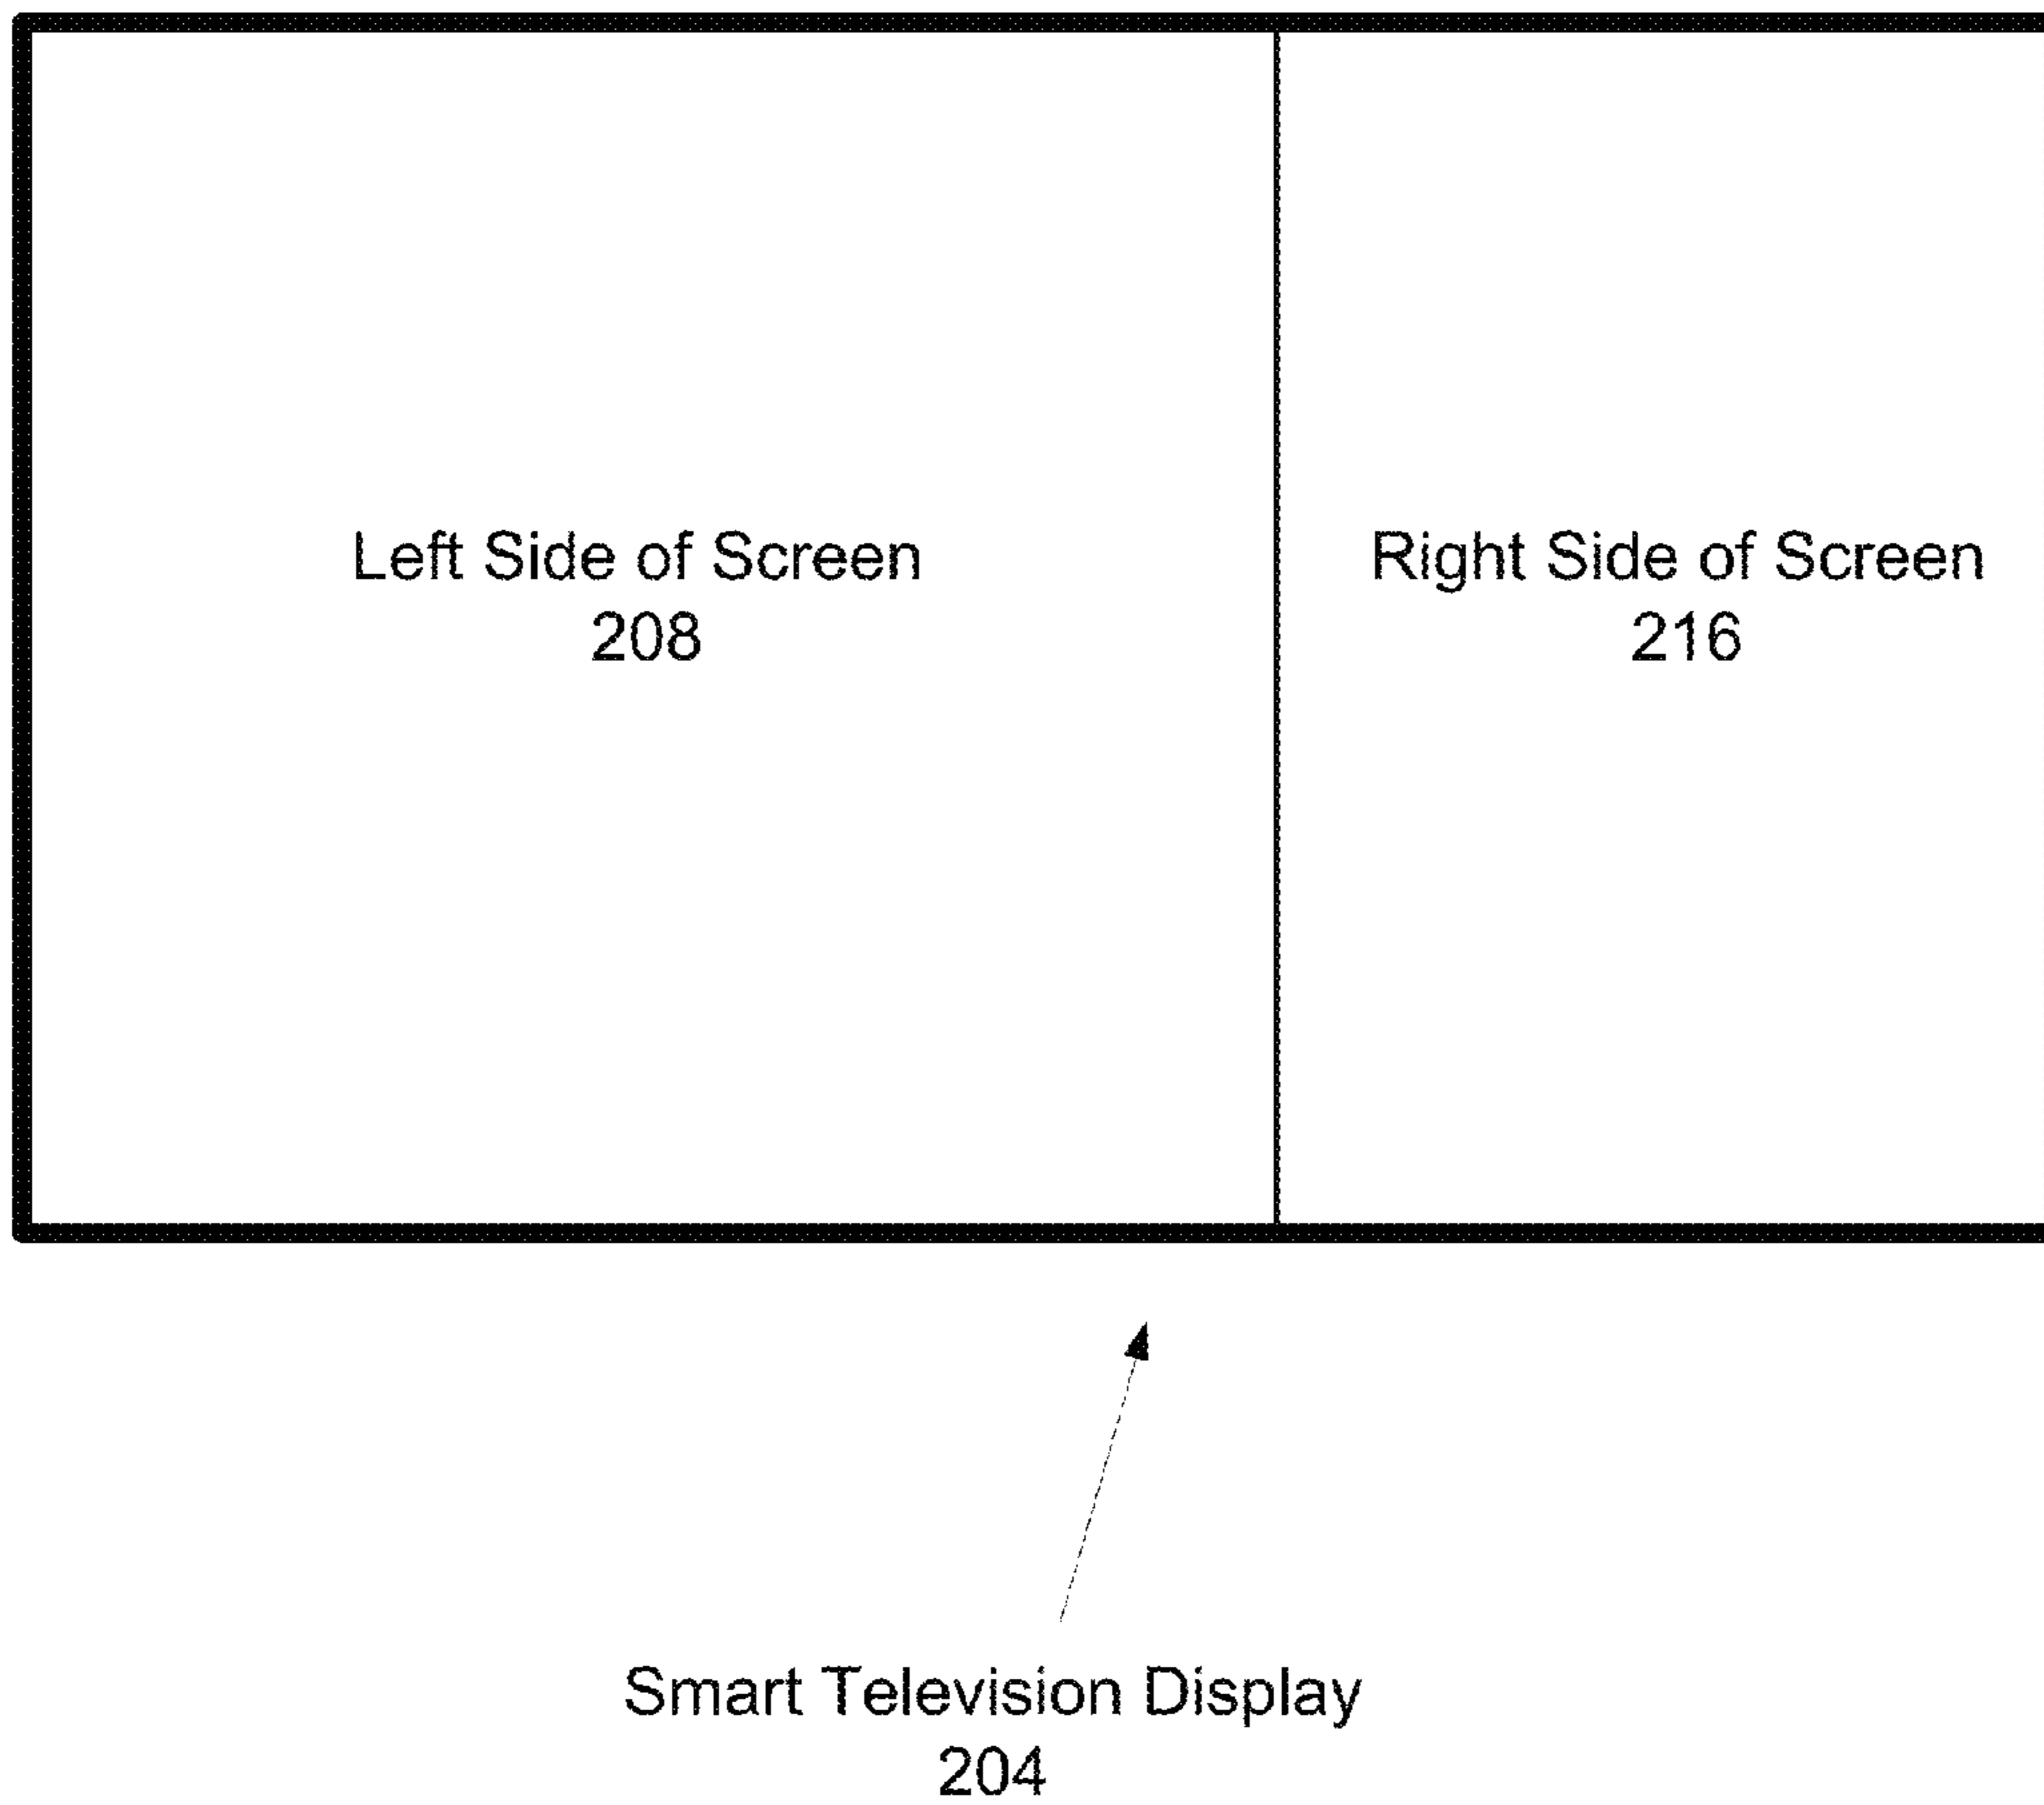 Left Side of Screen
208
Right Side of Screen
216
Smart Television Display
204